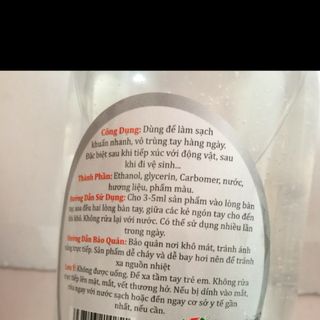 Công Dụng: Dùng để làm sạch
khuẩn nhanh, vô trùng tay hàng ngày.
Đặc biệt sau khi tiếp xúc với động vật, sau
khi đi vệ sinh...
Thành Phần: Ethanol, glycerin, Carbomer, nước,
hương liệu, phẩm màu.
Hướng Dẫn Sử Dụng: Cho 3-5ml sản phẩm vào lòng bàn
tay, xoa đều hai lòng bàn tay, giữa các kẽ ngón tay cho đến
khi khô. Không rửa lại với nước. Có thể sử dụng nhiều lần
trong ngày.
Hướng Dẫn Bảo Quản: Bảo quản nơi khô mát, tránh ánh
nắng trực tiếp. Sản phẩm dễ cháy và dễ bay hơi nên để tránh
xa nguồn nhiệt
Lưu ý: Không được uống. Để xa tầm tay trẻ em. Không rửa
trực tiếp lên mặt, mắt, vết thương hở. Nếu bị dính vào mắt,
rửa ngay với nước sạch hoặc đến ngay cơ sở y tế gần
nhất, nếu cần.